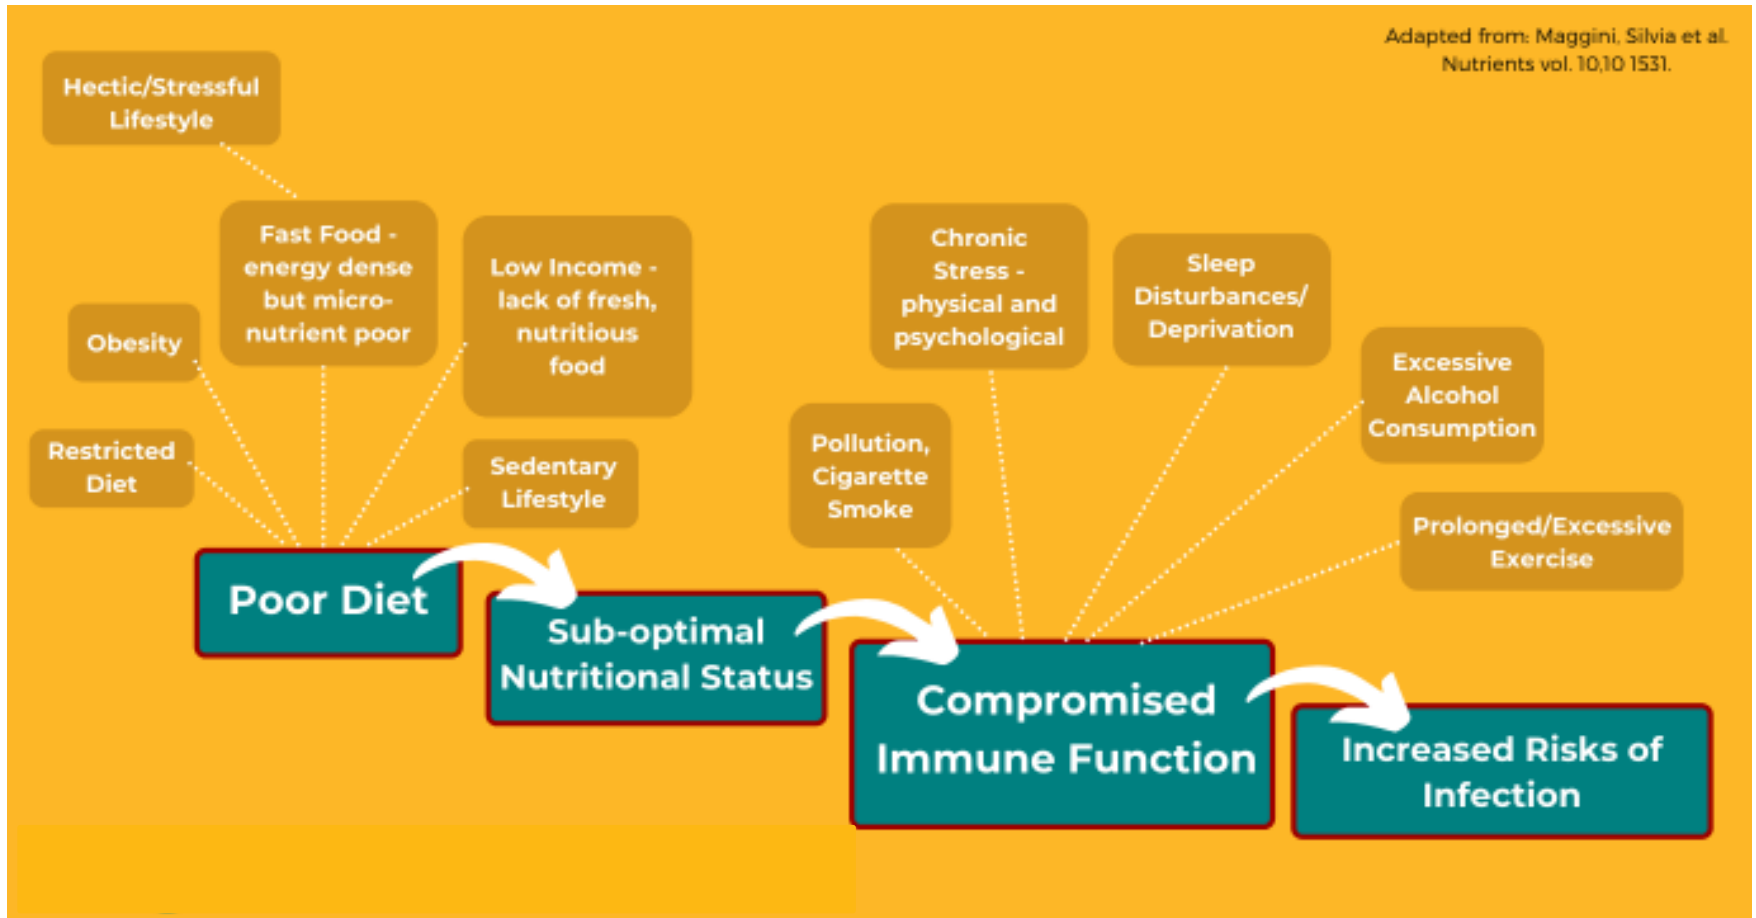 Adapted from: Maggini, Silvia et al.
Nutrients vol. 10,10 1531.
Hectic/Stressful
Lifestyle
Fast Food -
energy dense
but micro-
nutrient poor
Low Income -
lack of fresh,
nutritious
food
Obesity
Restricted
Diet
Sedentary
Lifestyle
Chronic
Stress -
physical and
psychological
Sleep
Disturbances/
Deprivation
Excessive
Alcohol
Consumption
Pollution,
Cigarette
Smoke
Prolonged/Excessive
Exercise
Poor Diet
Sub-optimal
Nutritional Status
Compromised
Immune Function
Increased Risks of
Infection